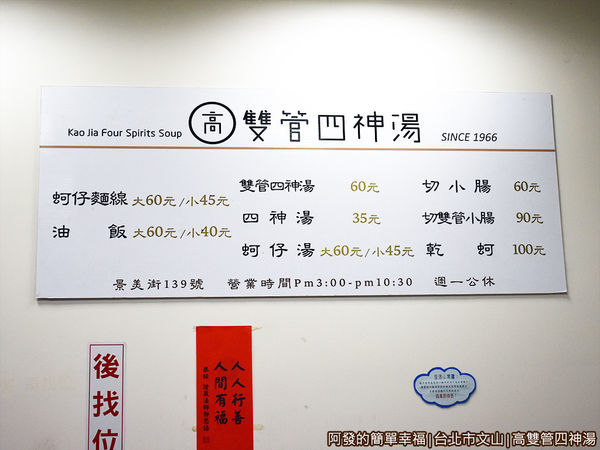 Kao Jia Four Spirits Soup 高 雙管四神湯 SINCE 1966
蚵仔麵線 大60元/小45元
油飯 大60元/小40元
雙管四神湯 60元
四神湯 35元
蚵仔湯 大60元/小45元
切小腸 60元
切雙管小腸 90元
乾蚵 100元
景美街139號 營業時間Pm3:00-pm10:30 週一公休
後找位
人人行善
人間有福
阿發的簡單幸福|台北市文山|高雙管四神湯